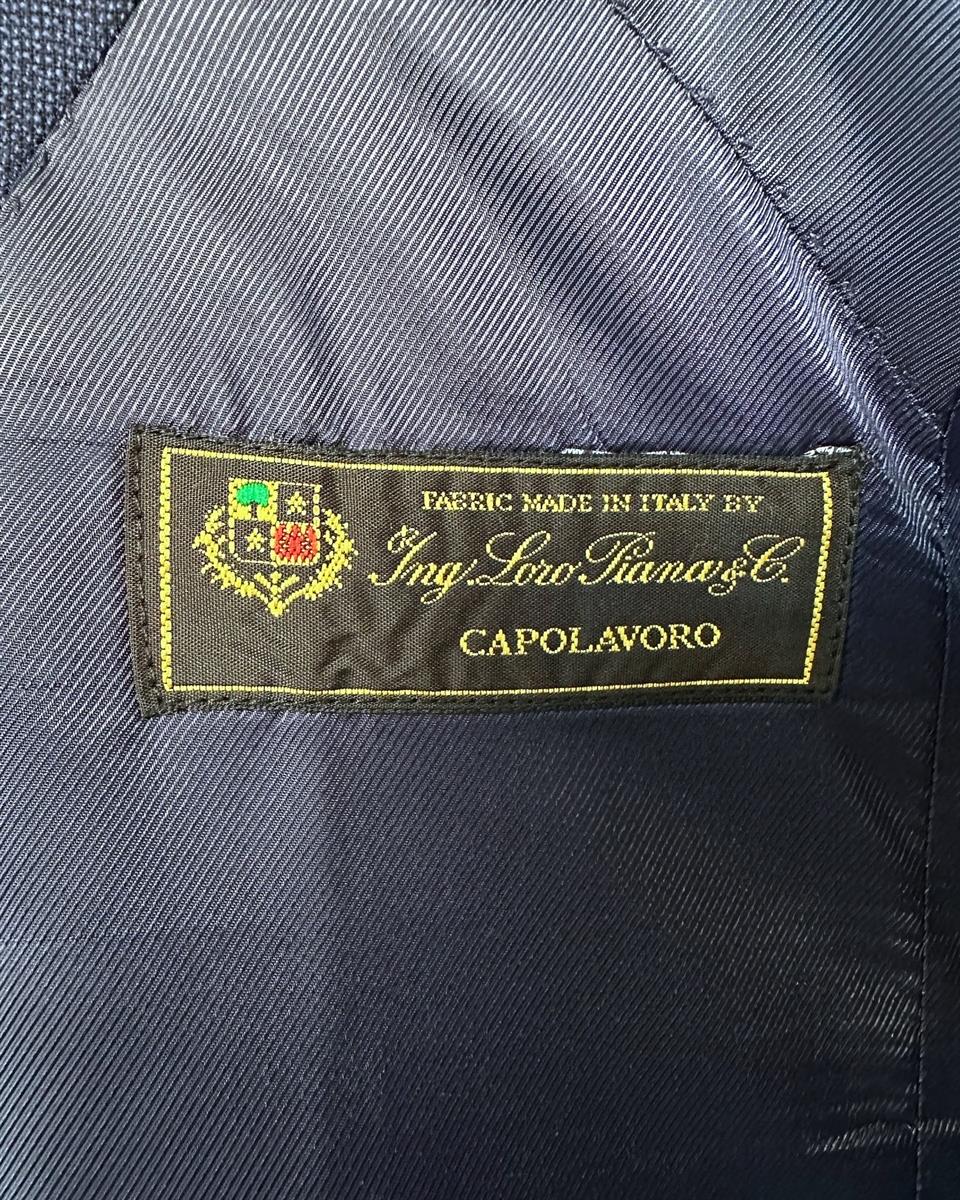 FABRIC MADE IN ITALY BY
Ing. Loro Piana & C.
CAPOLAVORO